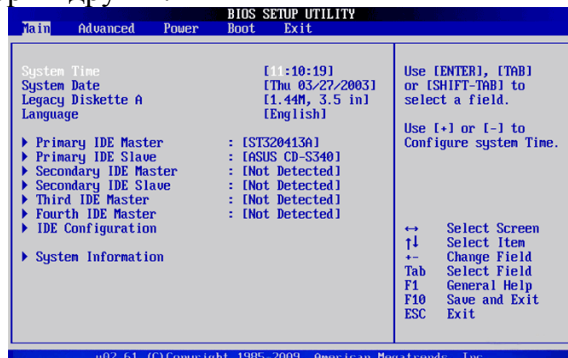 BIOS SETUP UTILITY
Main Advanced Power Boot Exit
System Time [11:10:19]
System Date [Thu 03/27/2003]
Legacy Diskette A [1.44M, 3.5 in]
Language [English]
Primary IDE Master : [ST320413A]
Primary IDE Slave : [ASUS CD-S340]
Secondary IDE Master : [Not Detected]
Secondary IDE Slave : [Not Detected]
Third IDE Master : [Not Detected]
Fourth IDE Master : [Not Detected]
IDE Configuration
System Information
Use [ENTER], [TAB]
or [SHIFT-TAB] to
select a field.
Use [+] or [-] to
Configure system Time.
↔ Select Screen
↑↓ Select Item
+- Change Field
Tab Select Field
F1 General Help
F10 Save and Exit
ESC Exit
v02.61 (C)Copyright 1985-2009, American Megatrends, Inc.